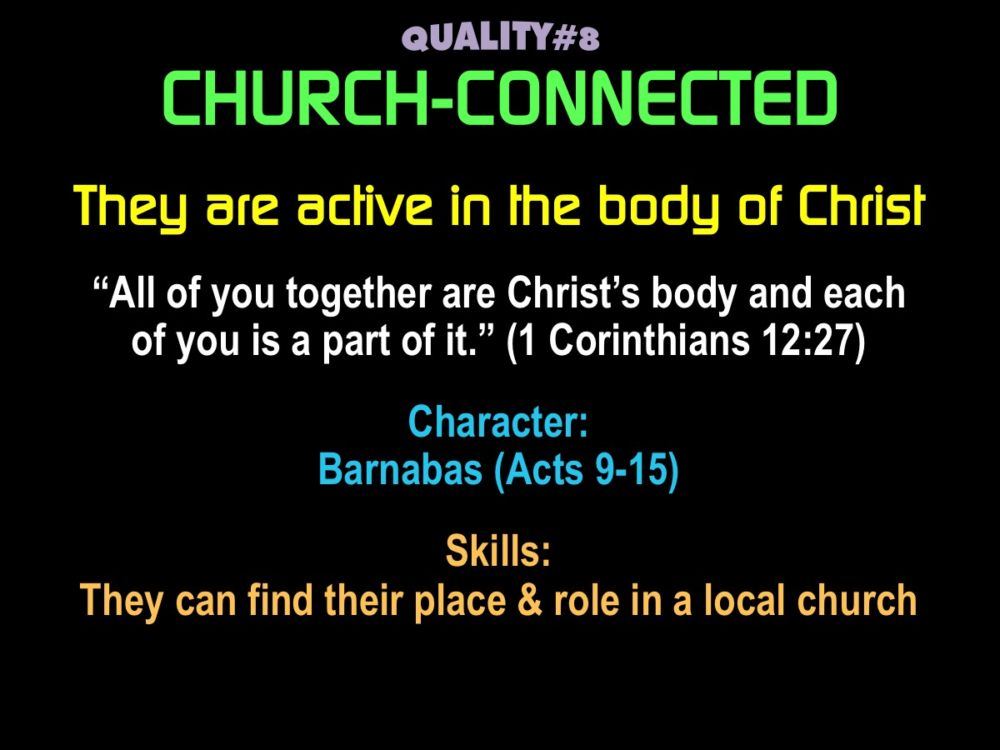 QUALITY#8
CHURCH-CONNECTED
They are active in the body of Christ
“All of you together are Christ’s body and each
of you is a part of it.” (1 Corinthians 12:27)
Character:
Barnabas (Acts 9-15)
Skills:
They can find their place & role in a local church